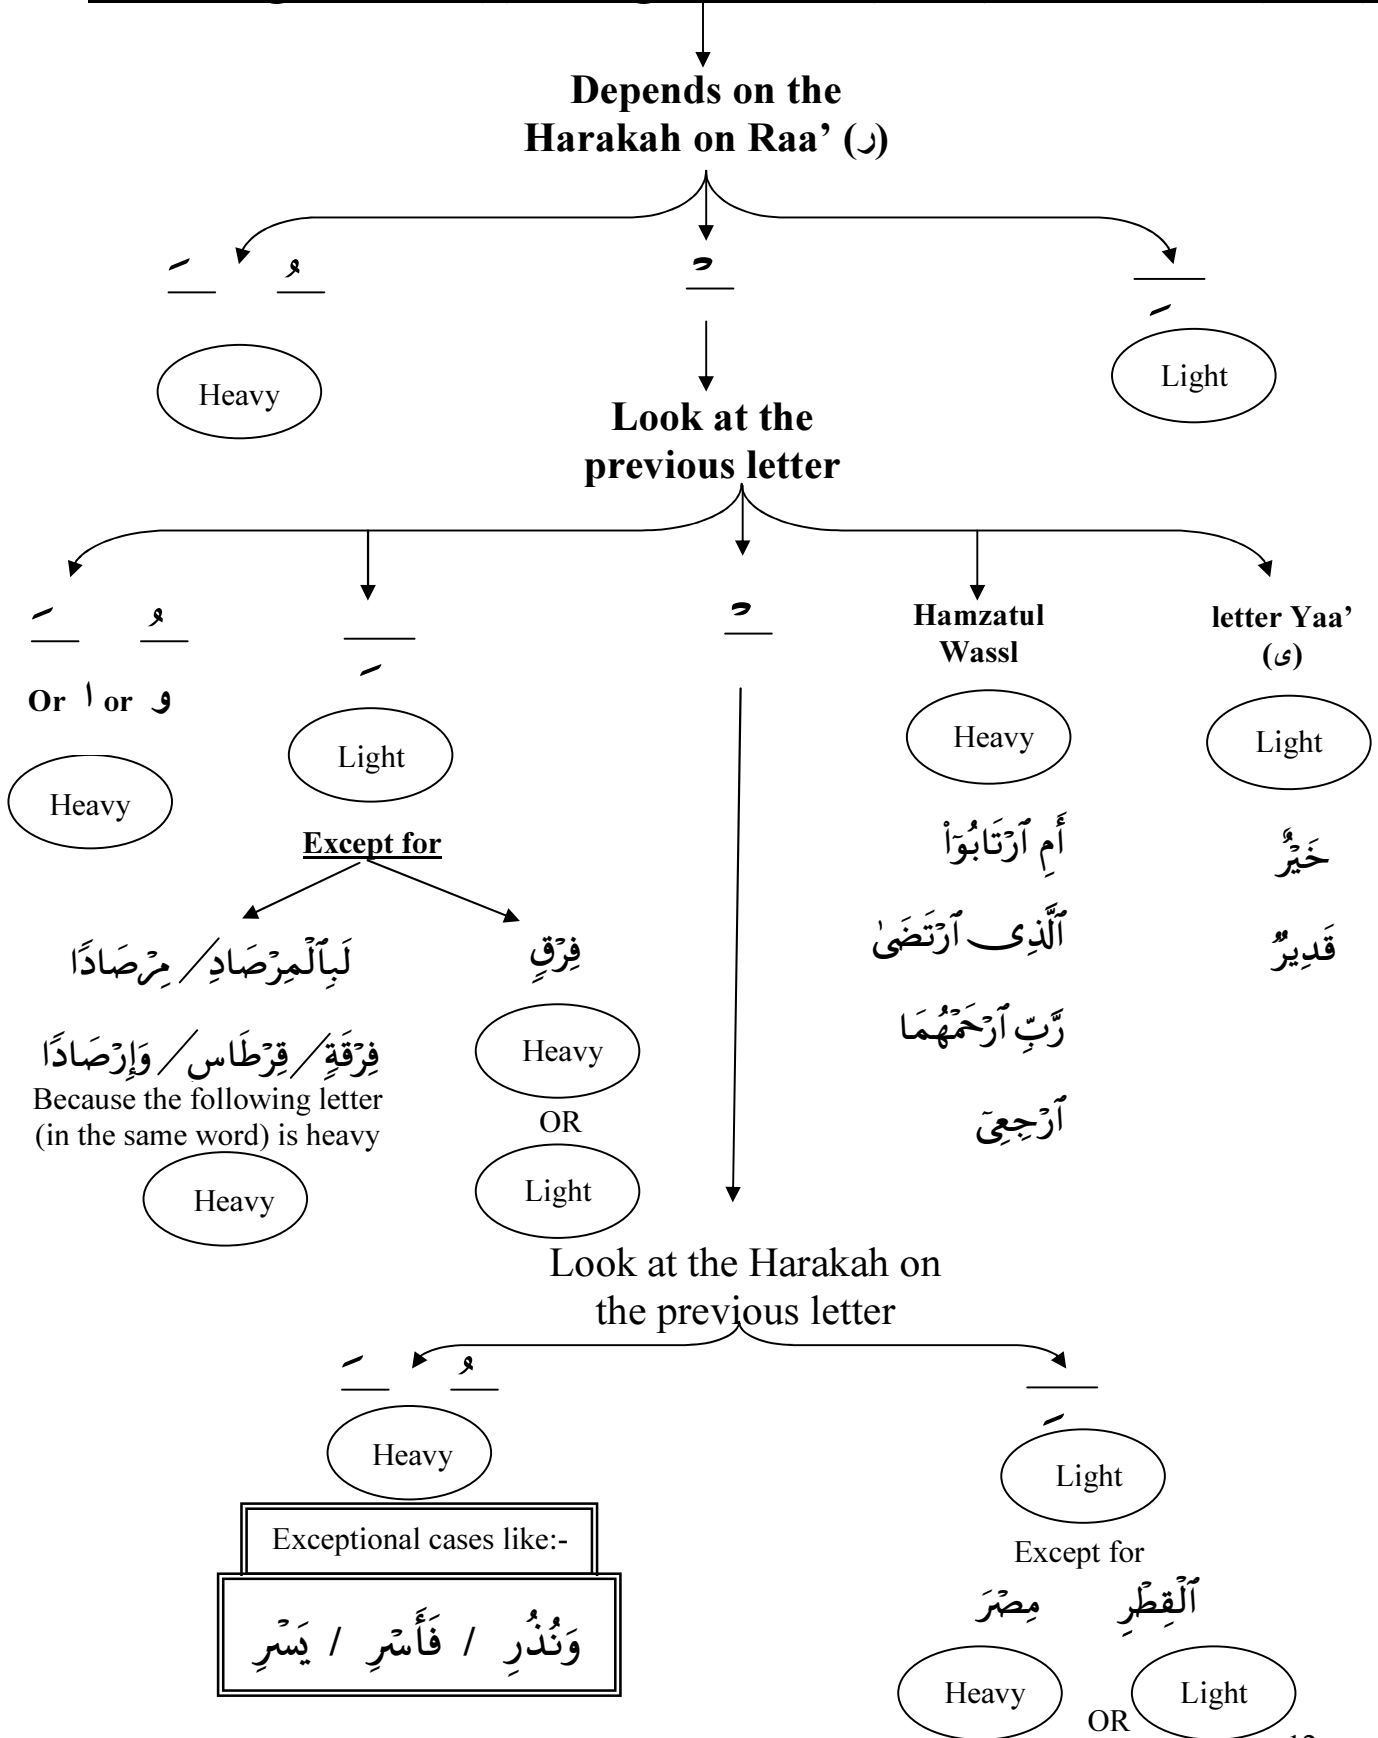 Depends on the
Harakah on Raa’ (ر)
َ ُ
ْ
ِ
Heavy
Light
Look at the
previous letter
َ ُ
Or ا or و
Heavy
ِ
Light
Except for
لَبِٱلْمِرْصَادِ / مِرْصَادًا
فِرْقَةٍ / قِرْطَاس / وَإِرْصَادًا
Because the following letter
(in the same word) is heavy
Heavy
فِرْقٍ
Heavy
OR
Light
ْ
Hamzatul
Wassl
Heavy
أَمِ ٱرْتَابُوٓا۟
ٱلَّذِى ٱرْتَضَىٰ
رَّبِّ ٱرْحَمْهُمَا
ٱرْجِعِىٓ
letter Yaa’
(ى)
Light
خَيْرٌ
قَدِيرٌ
Look at the Harakah on
the previous letter
َ ُ
Heavy
Exceptional cases like:-
وَنُذُرِ / فَأَسْرِ / يَسْرِ
ِ
Light
Except for
ٱلْقِطْرِ مِصْرَ
Heavy OR Light